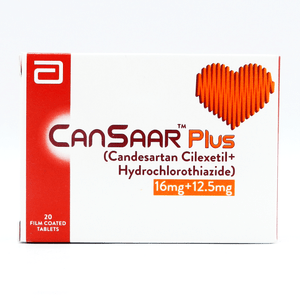 CANSAAR™ Plus
(Candesartan Cilexetil+
Hydrochlorothiazide)
16mg+12.5mg
20
FILM COATED
TABLETS